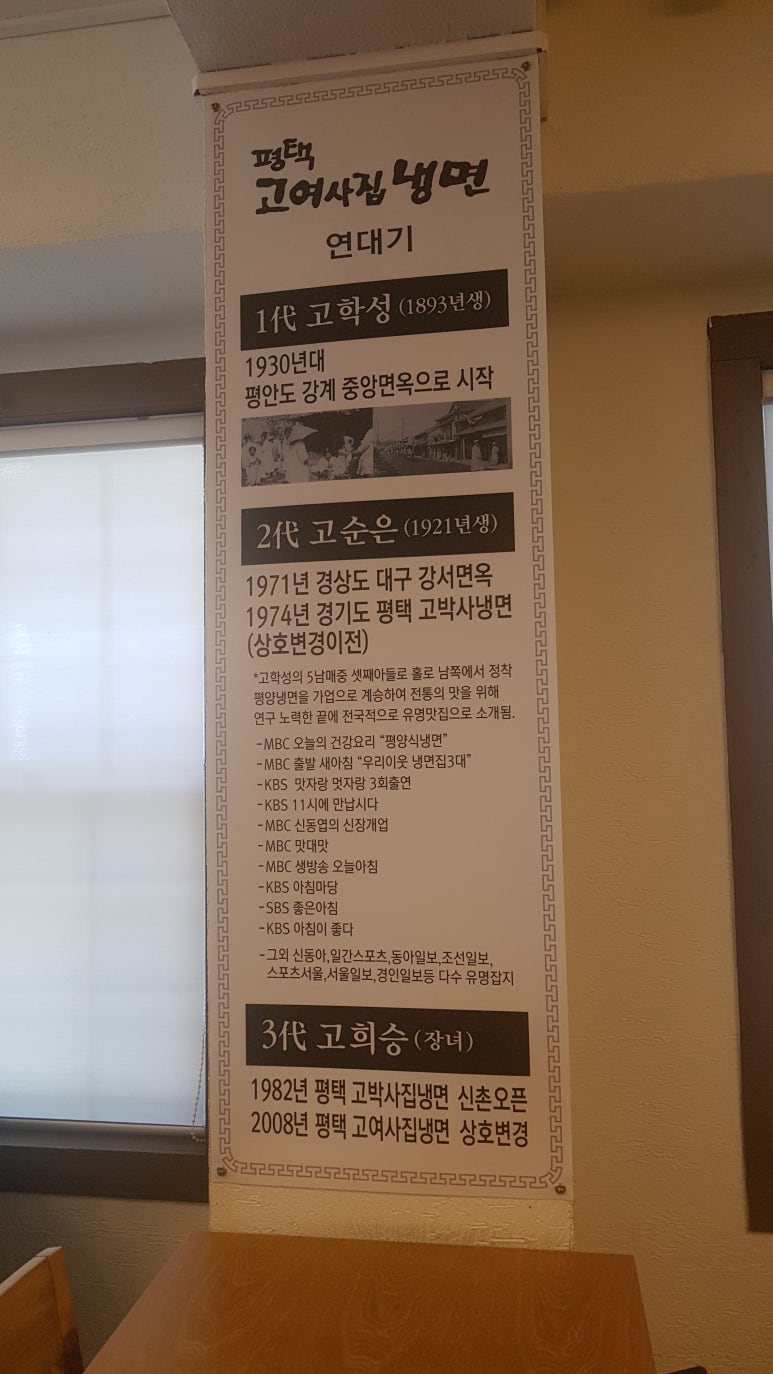 평택
고여사집 냉면
연대기
1代 고학성 (1893년생)
1930년대
평안도 강계 중앙면옥으로 시작
2代 고순은 (1921년생)
1971년 경상도 대구 강서면옥
1974년 경기도 평택 고박사냉면
(상호변경이전)
*고학성의 5남매중 셋째아들로 홀로 남쪽에서 정착
평양냉면을 가업으로 계승하여 전통의 맛을 위해
연구 노력한 끝에 전국적으로 유명맛집으로 소개됨.
-MBC 오늘의 건강요리 “평양식냉면”
-MBC 출발 새아침 “우리이웃 냉면집3대”
-KBS 맛자랑 멋자랑 3회출연
-KBS 11시에 만납시다
-MBC 신동엽의 신장개업
-MBC 맛대맛
-MBC 생방송 오늘아침
-KBS 아침마당
-SBS 좋은아침
-KBS 아침이 좋다
-그외 신동아,일간스포츠,동아일보,조선일보,
스포츠서울,서울일보,경인일보등 다수 유명잡지
3代 고희승 (장녀)
1982년 평택 고박사집냉면 신촌오픈
2008년 평택 고여사집냉면 상호변경